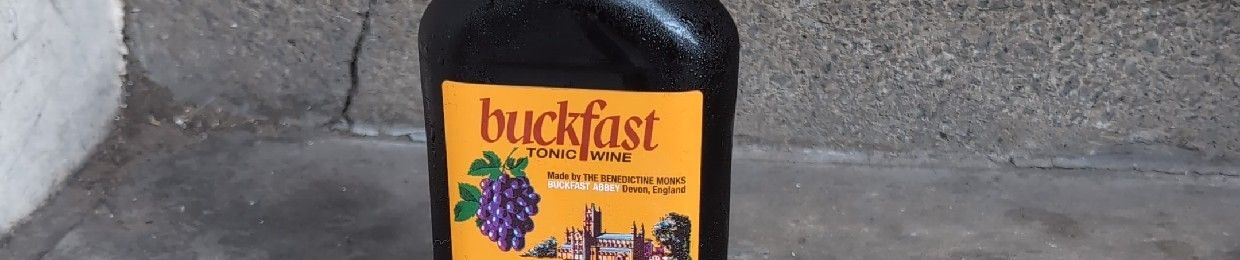 buckfast
TONIC WINE
Made by THE BENEDICTINE MONKS
BUCKFAST ABBEY Devon, England